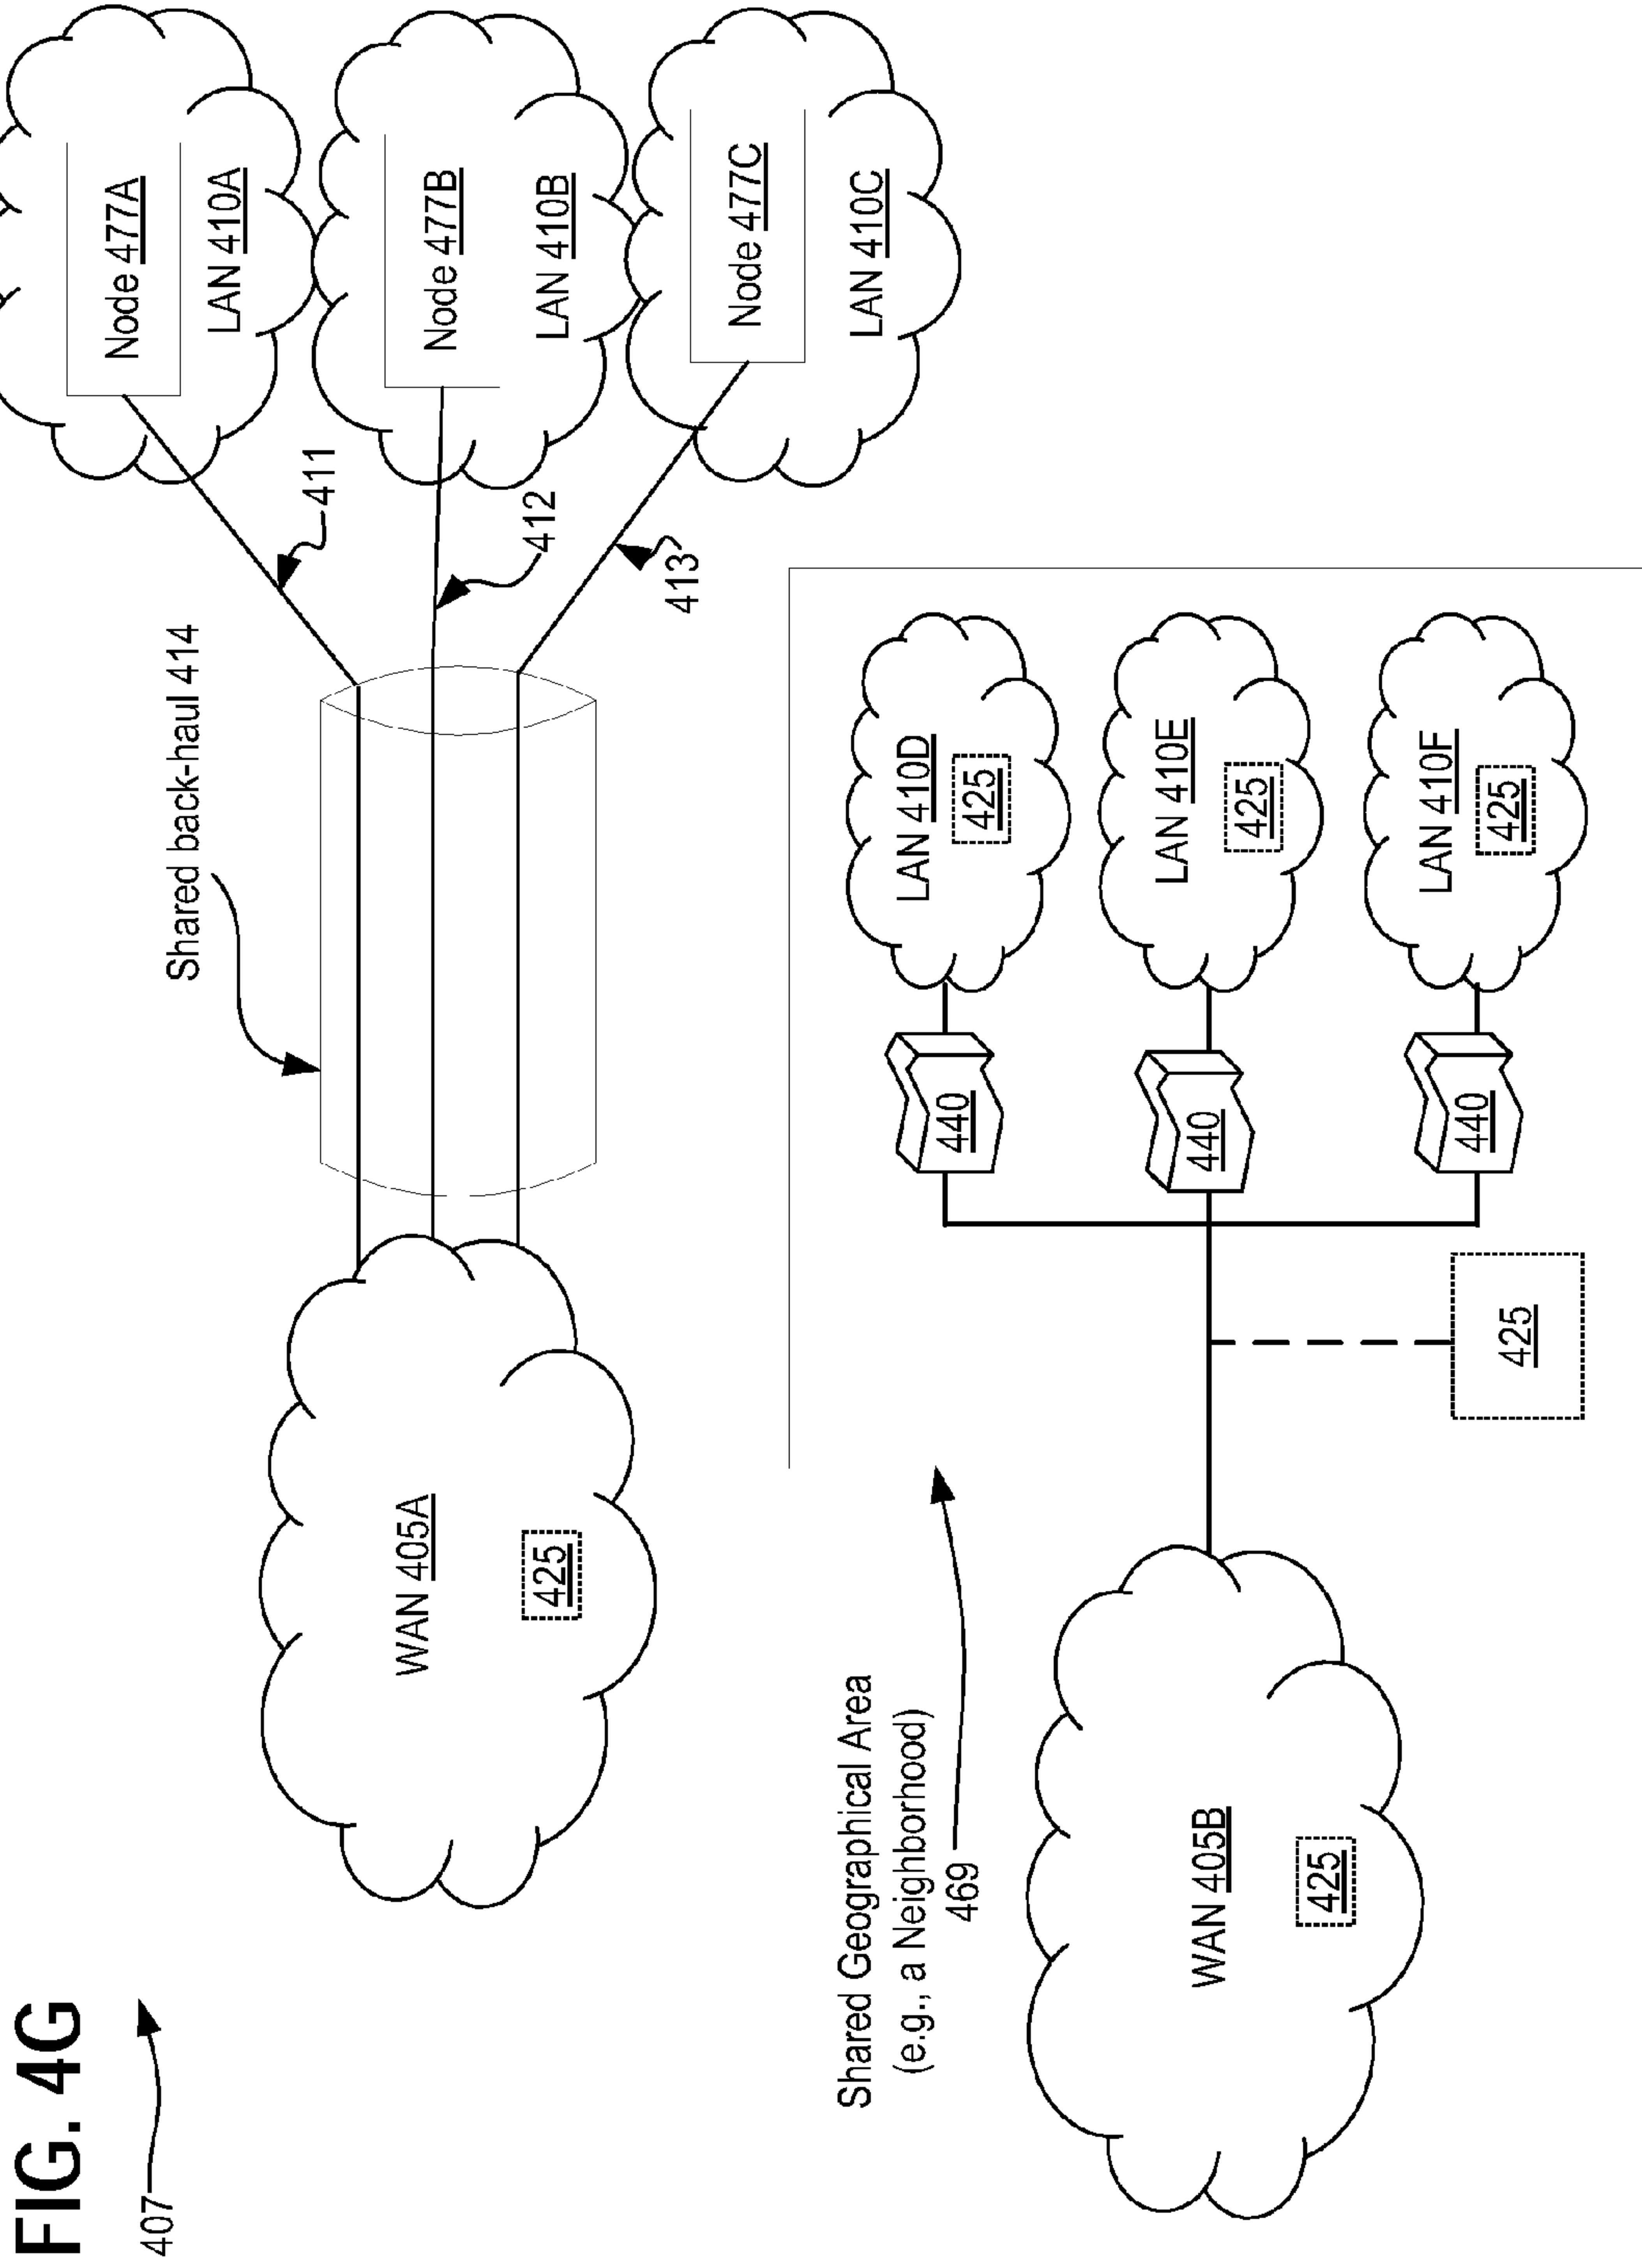 FIG. 4G
407
Shared back-haul 414
411
412
413
Node 477A
LAN 410A
Node 477B
LAN 410B
Node 477C
LAN 410C
WAN 405A
425
Shared Geographical Area
(e.g., a Neighborhood)
469
WAN 405B
425
425
440
440
440
LAN 410D
425
LAN 410E
425
LAN 410F
425